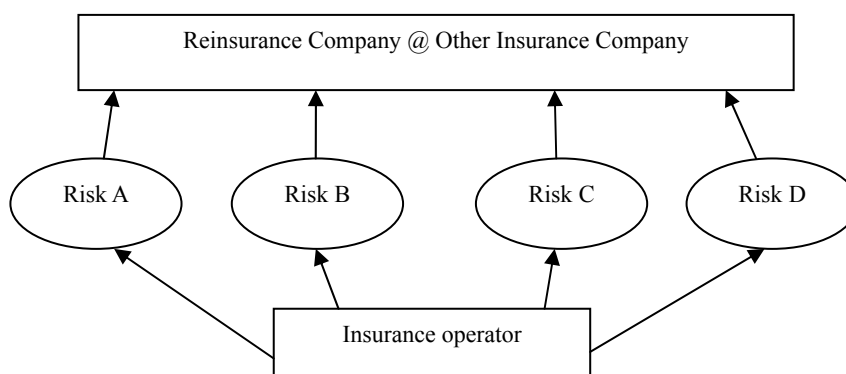 Reinsurance Company @ Other Insurance Company
Risk A
Risk B
Risk C
Risk D
Insurance operator